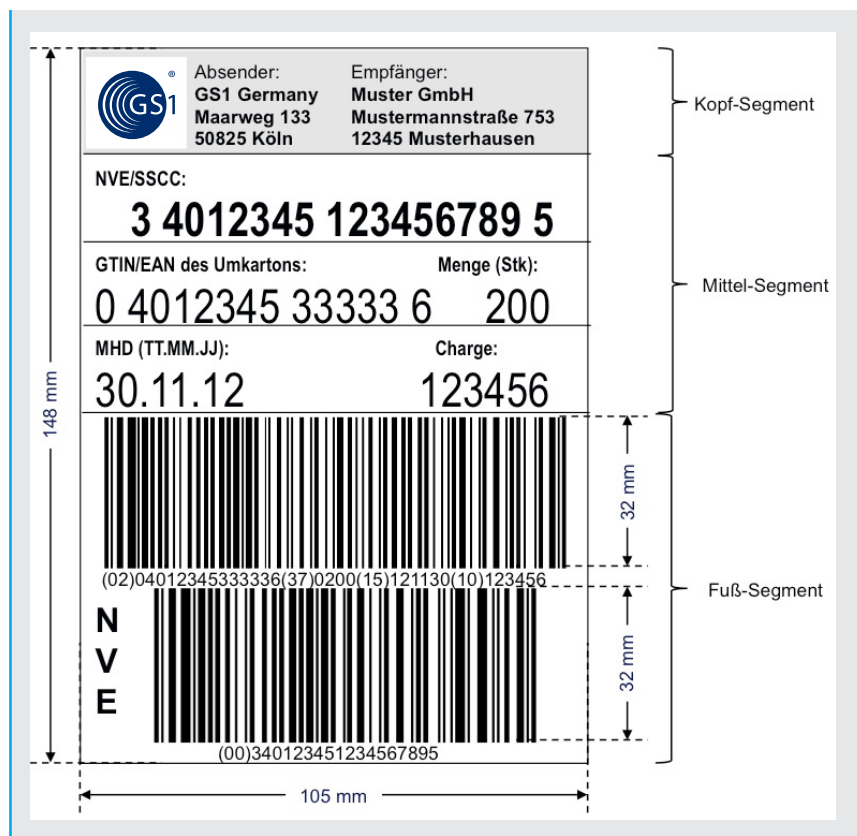 GS1
®
Absender:
GS1 Germany
Maarweg 133
50825 Köln
Empfänger:
Muster GmbH
Mustermannstraße 753
12345 Musterhausen
Kopf-Segment
NVE/SSCC:
3 4012345 123456789 5
GTIN/EAN des Umkartons: Menge (Stk):
0 4012345 33333 6 200
Mittel-Segment
MHD (TT.MM.JJ): Charge:
30.11.12 123456
148 mm
32 mm
(02)04012345333336(37)0200(15)121130(10)123456
Fuß-Segment
N
V
E
32 mm
(00)340123451234567895
105 mm